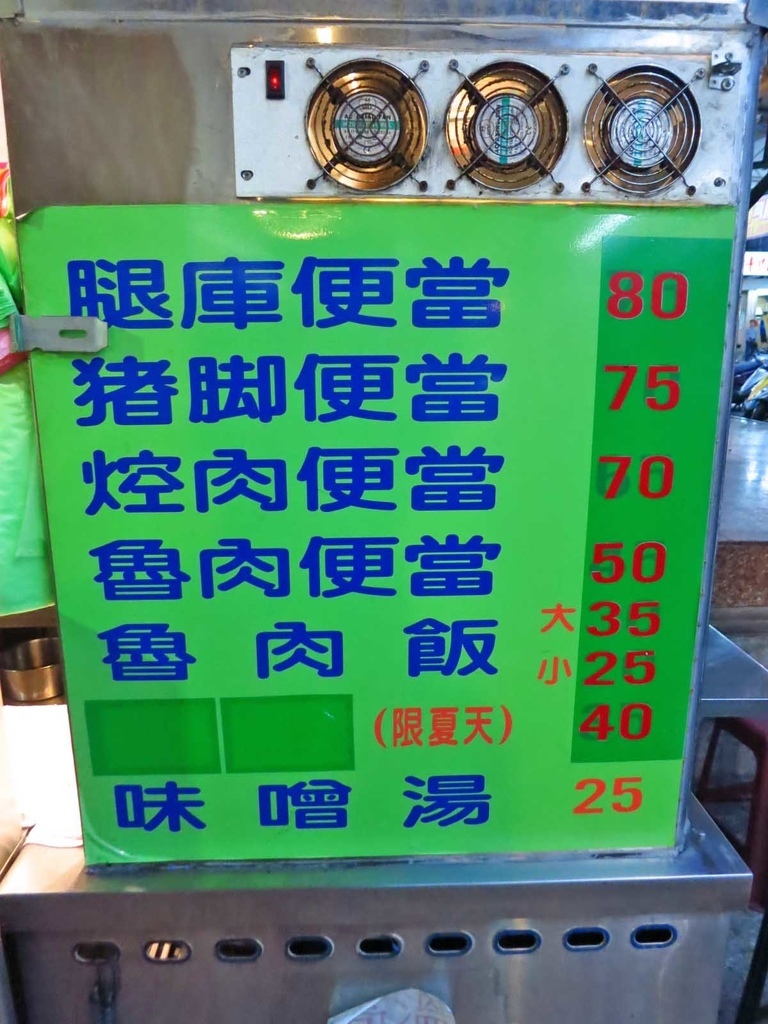 腿庫便當 80
猪脚便當 75
焢肉便當 70
魯肉便當 50
魯肉飯 大 35
小 25
(限夏天) 40
味噌湯 25